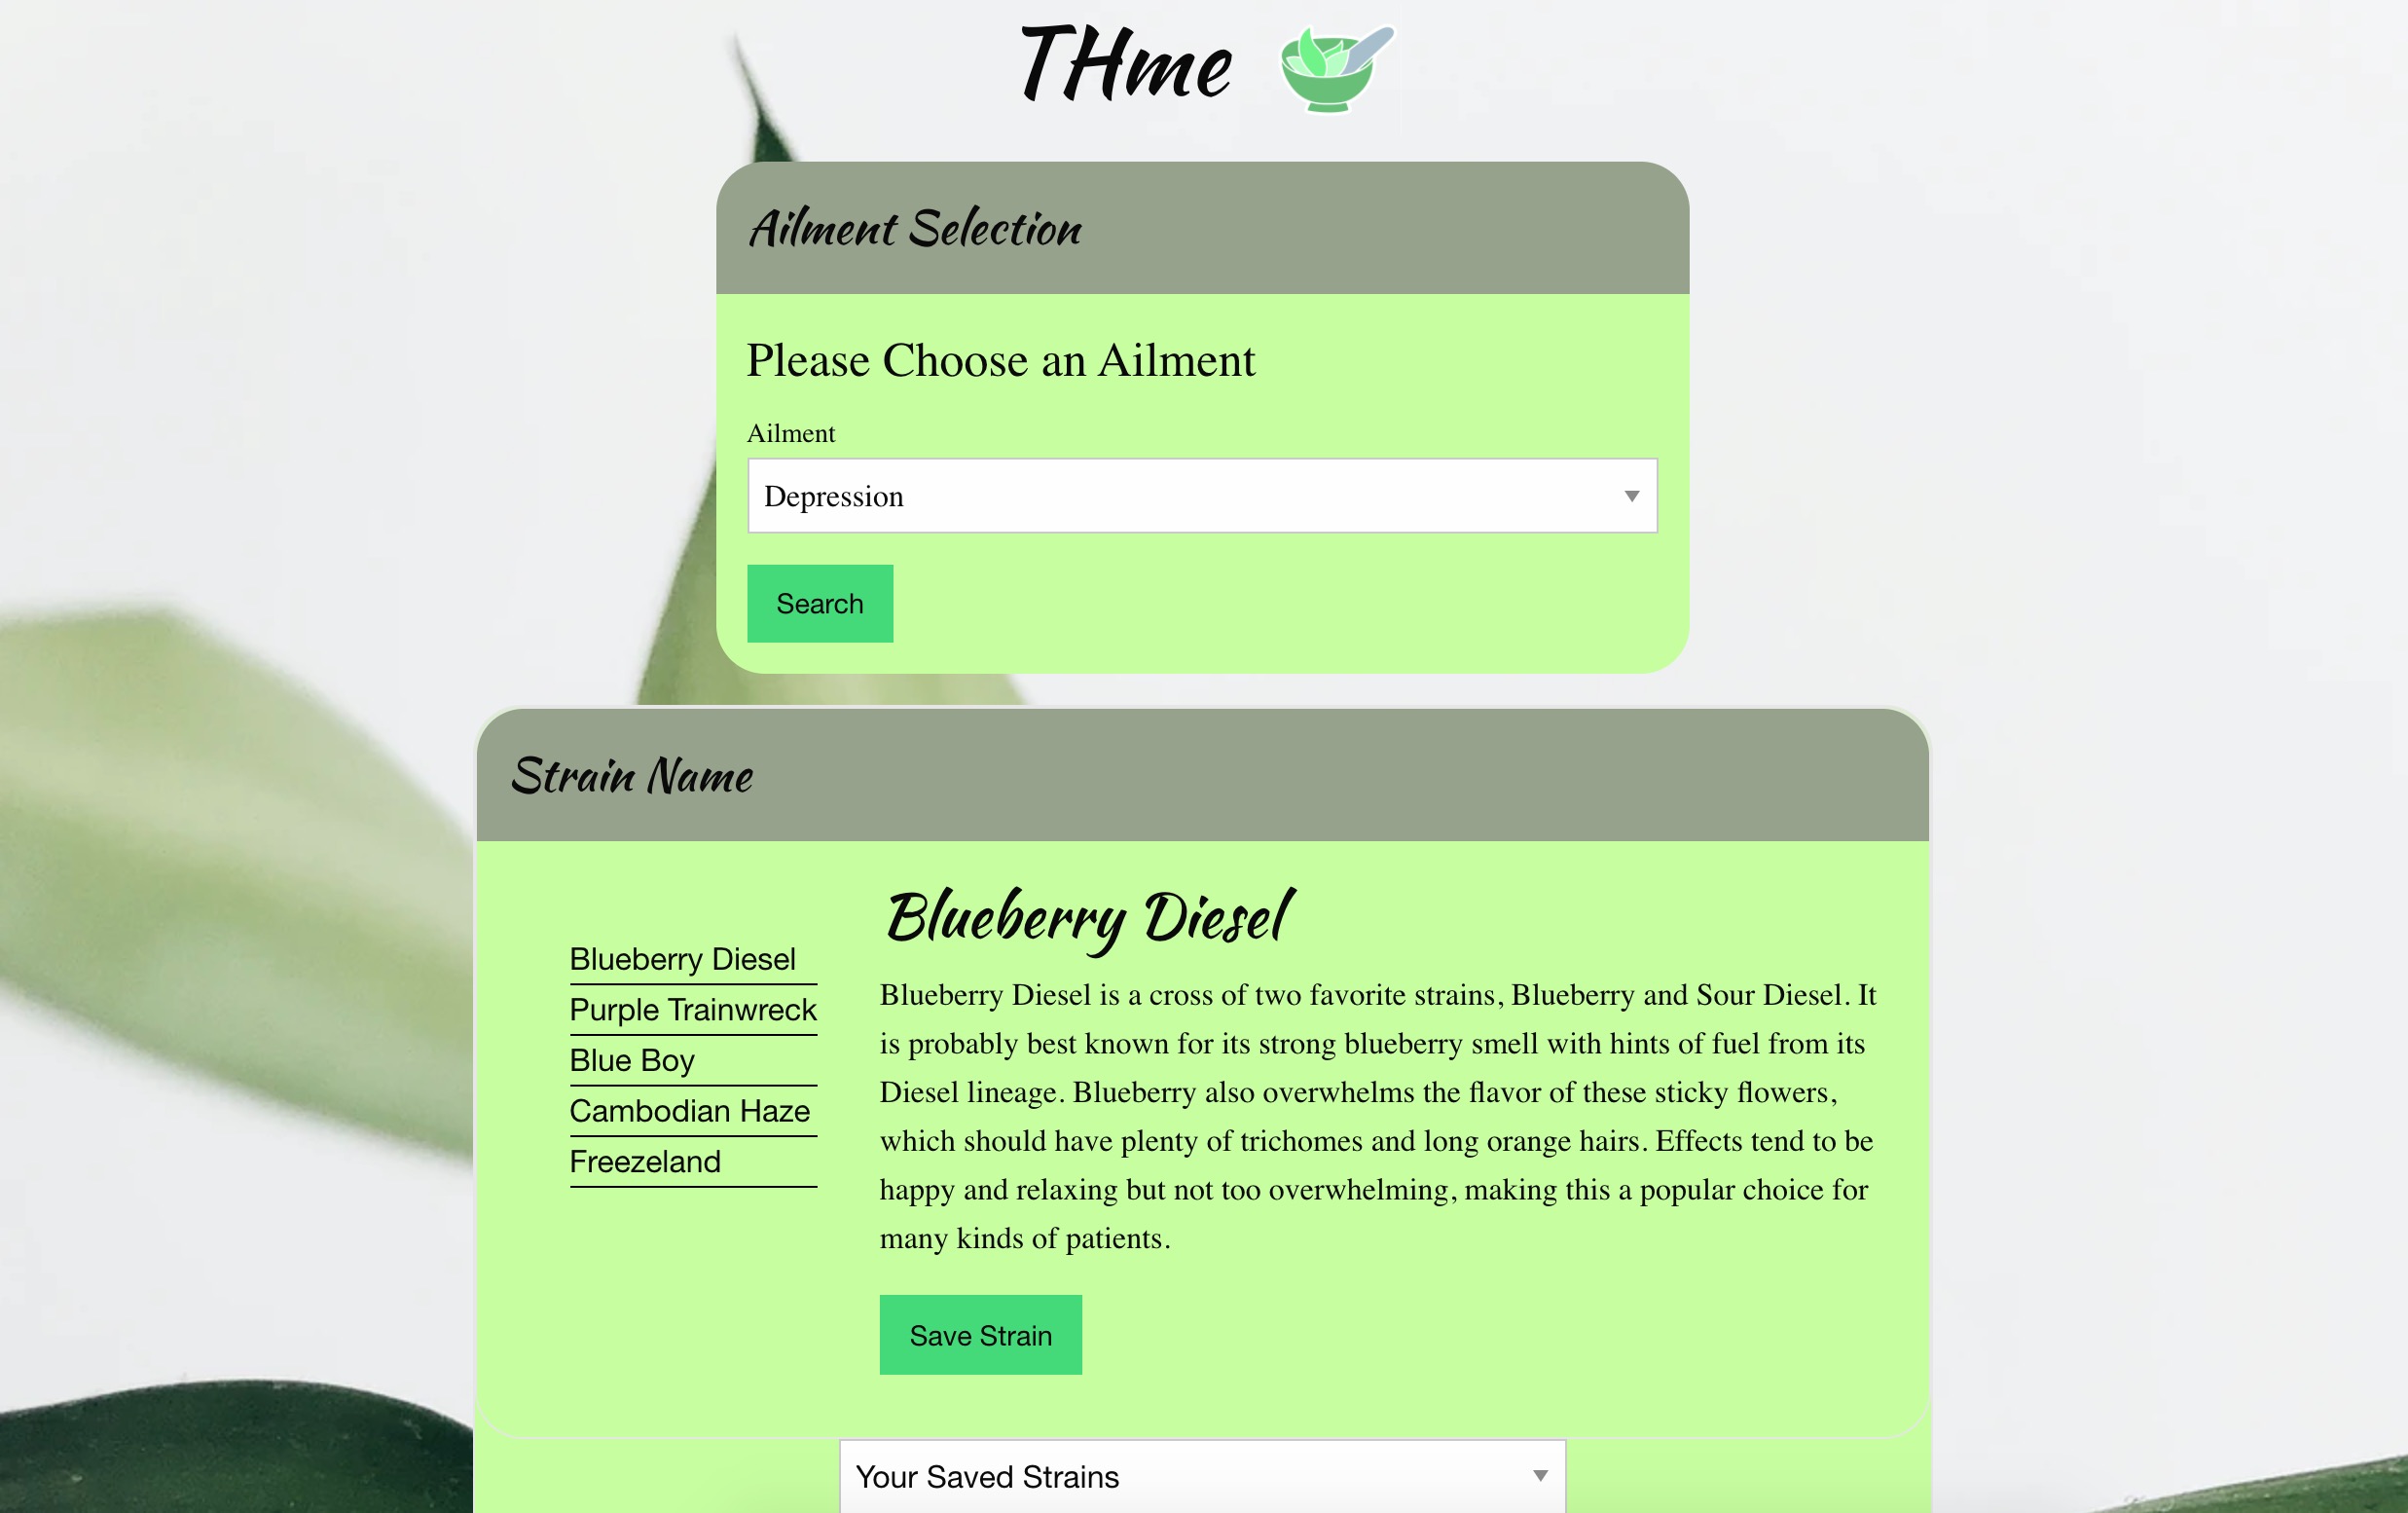 THme
Ailment Selection
Please Choose an Ailment
Ailment
Depression
Search
Strain Name
Blueberry Diesel
Purple Trainwreck
Blue Boy
Cambodian Haze
Freezeland
Blueberry Diesel
Blueberry Diesel is a cross of two favorite strains, Blueberry and Sour Diesel. It
is probably best known for its strong blueberry smell with hints of fuel from its
Diesel lineage. Blueberry also overwhelms the flavor of these sticky flowers,
which should have plenty of trichomes and long orange hairs. Effects tend to be
happy and relaxing but not too overwhelming, making this a popular choice for
many kinds of patients.
Save Strain
Your Saved Strains